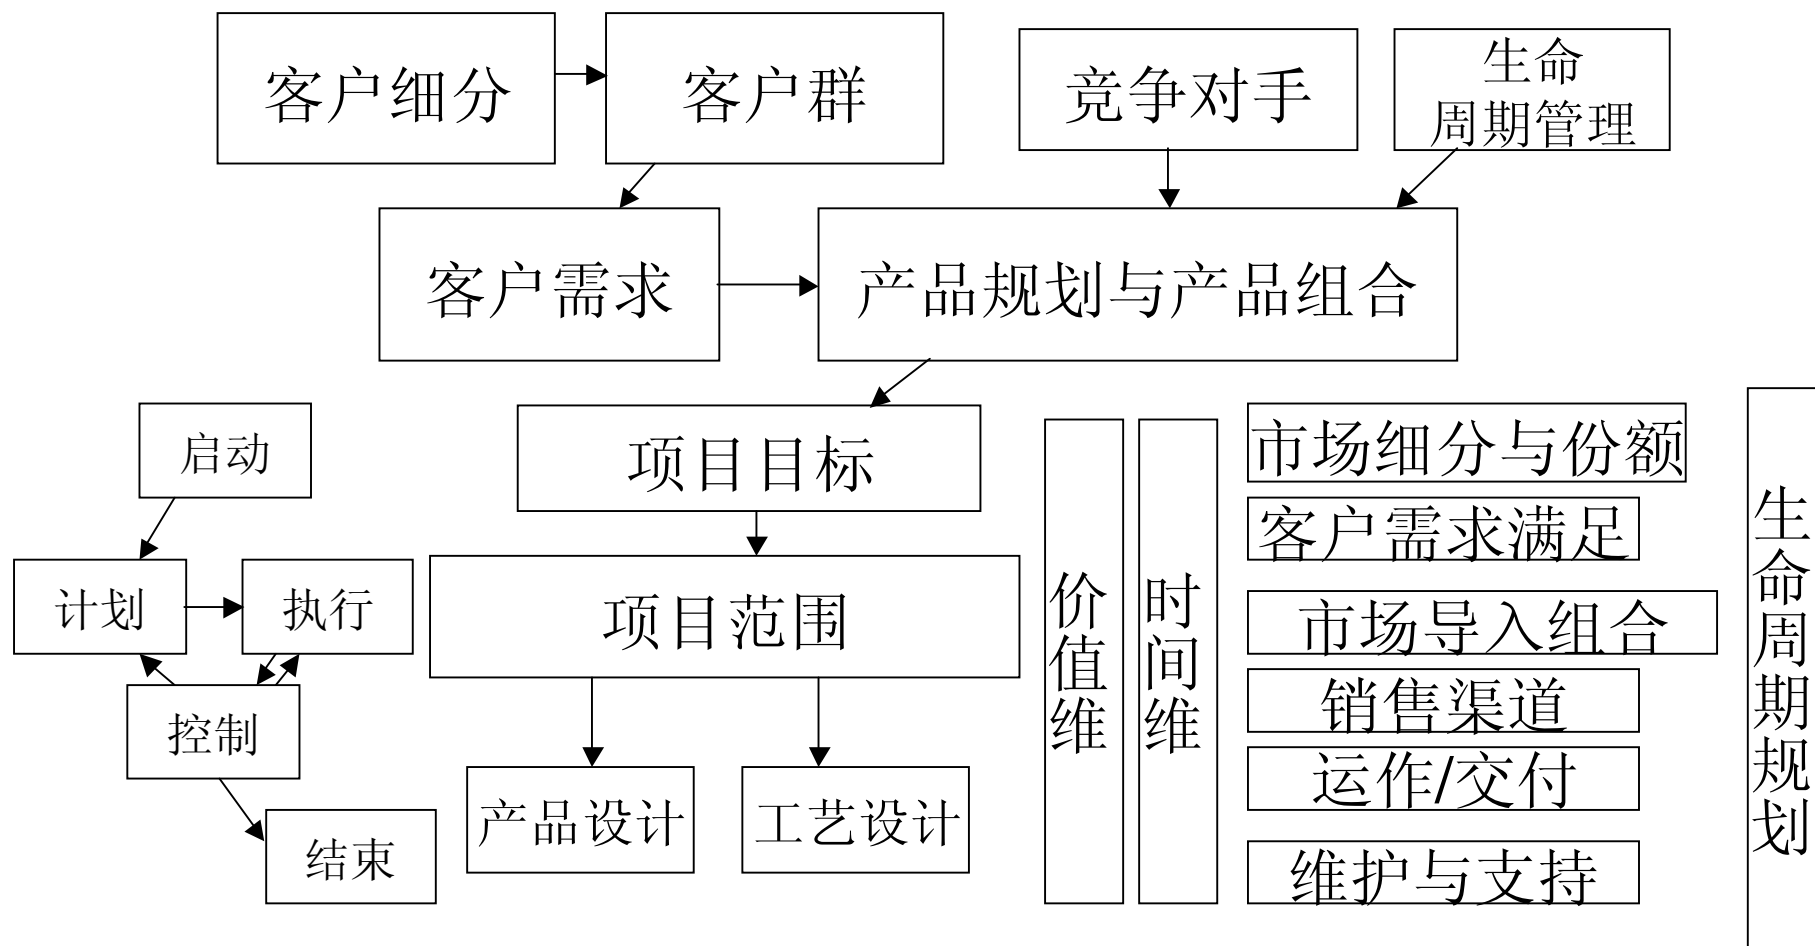 客户细分
客户群
竞争对手
生命
周期管理
客户需求
产品规划与产品组合
启动
计划
执行
控制
结束
项目目标
项目范围
产品设计
工艺设计
价值维
时间维
市场细分与份额
客户需求满足
市场导入组合
销售渠道
运作/交付
维护与支持
生命周期规划